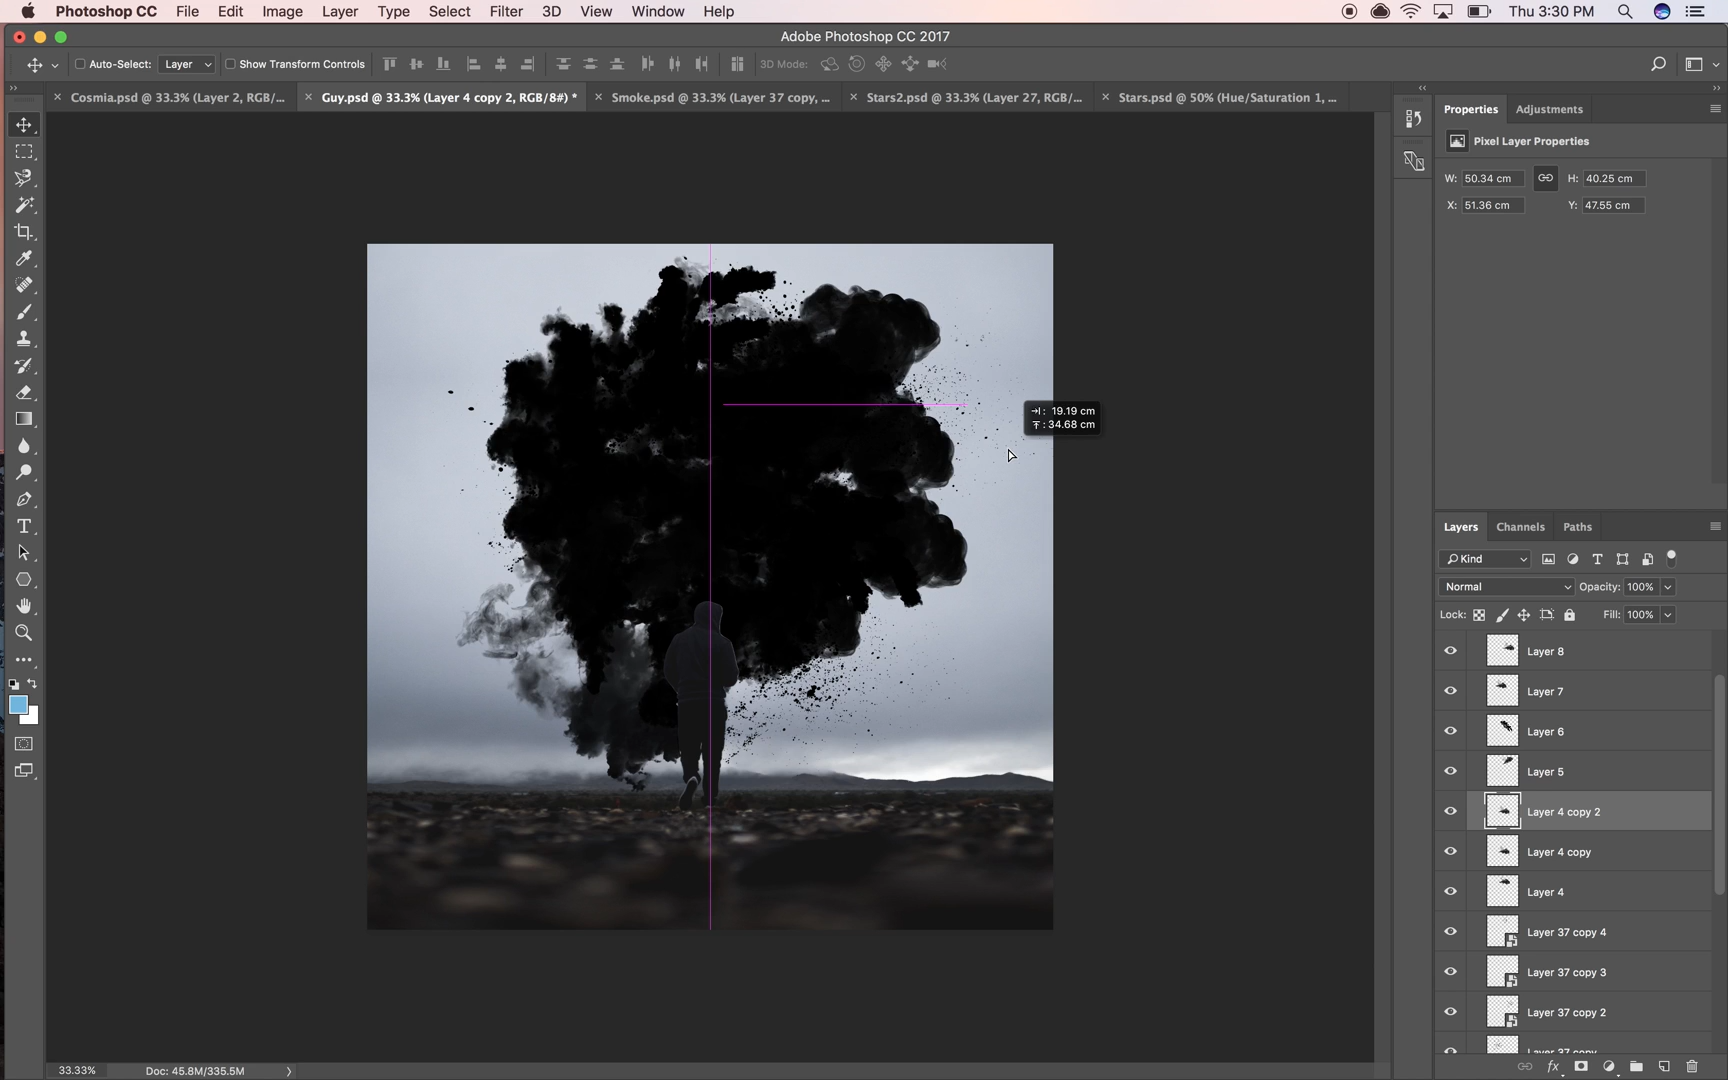 Photoshop CC File Edit Image Layer Type Select Filter 3D View Window Help Thu 3:30 PM
Adobe Photoshop CC 2017
Auto-Select: Layer Show Transform Controls 3D Mode:
Cosmia.psd @ 33.3% (Layer 2, RGB/... Guy.psd @ 33.3% (Layer 4 copy 2, RGB/8#) * Smoke.psd @ 33.3% (Layer 37 copy, ... Stars2.psd @ 33.3% (Layer 27, RGB/... Stars.psd @ 50% (Hue/Saturation 1, ...
Properties Adjustments
Pixel Layer Properties
W: 50.34 cm H: 40.25 cm
X: 51.36 cm Y: 47.55 cm
: 19.19 cm
: 34.68 cm
Layers Channels Paths
Kind
Normal Opacity: 100%
Lock: Fill: 100%
Layer 8
Layer 7
Layer 6
Layer 5
Layer 4 copy 2
Layer 4 copy
Layer 4
Layer 37 copy 4
Layer 37 copy 3
Layer 37 copy 2
Layer 37 copy
fx
33.33% Doc: 45.8M/335.5M